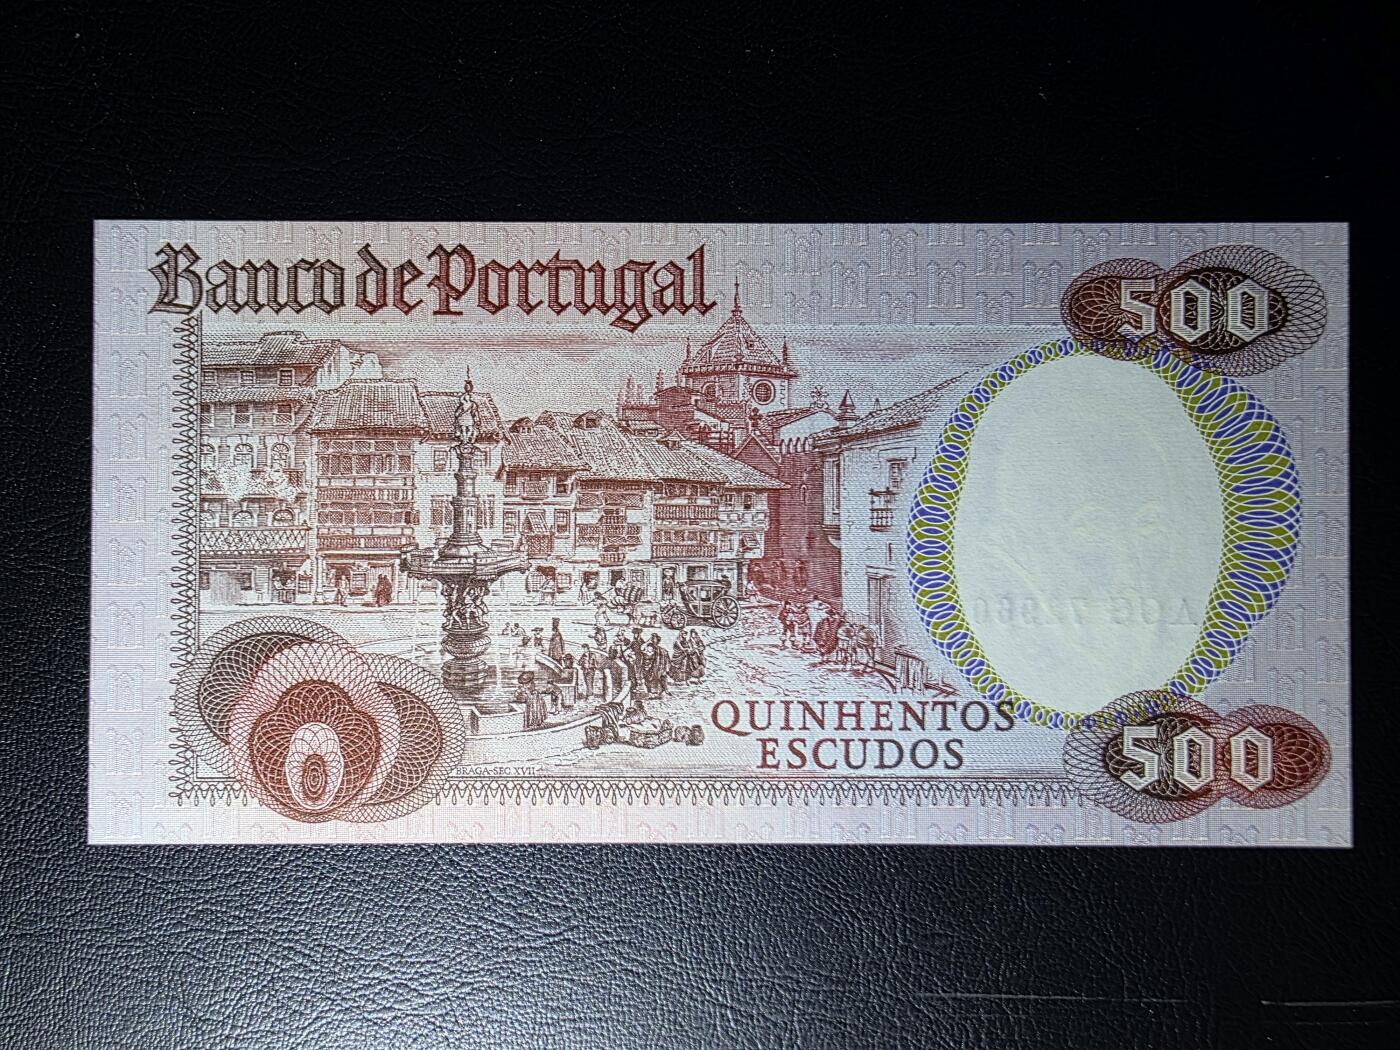 Banco de Portugal
500
QUINHENTOS
ESCUDOS
500
BRAGA-SEC XVII